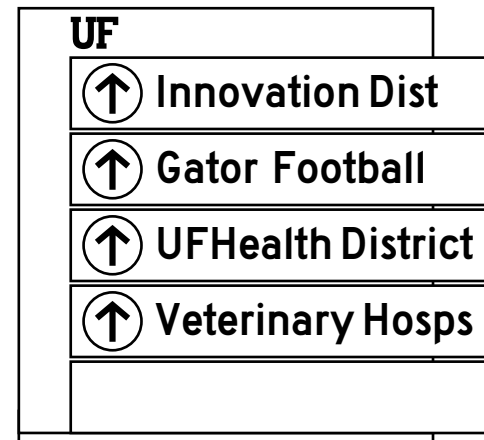 UF
Innovation Dist
Gator Football
UFHealth District
Veterinary Hosps